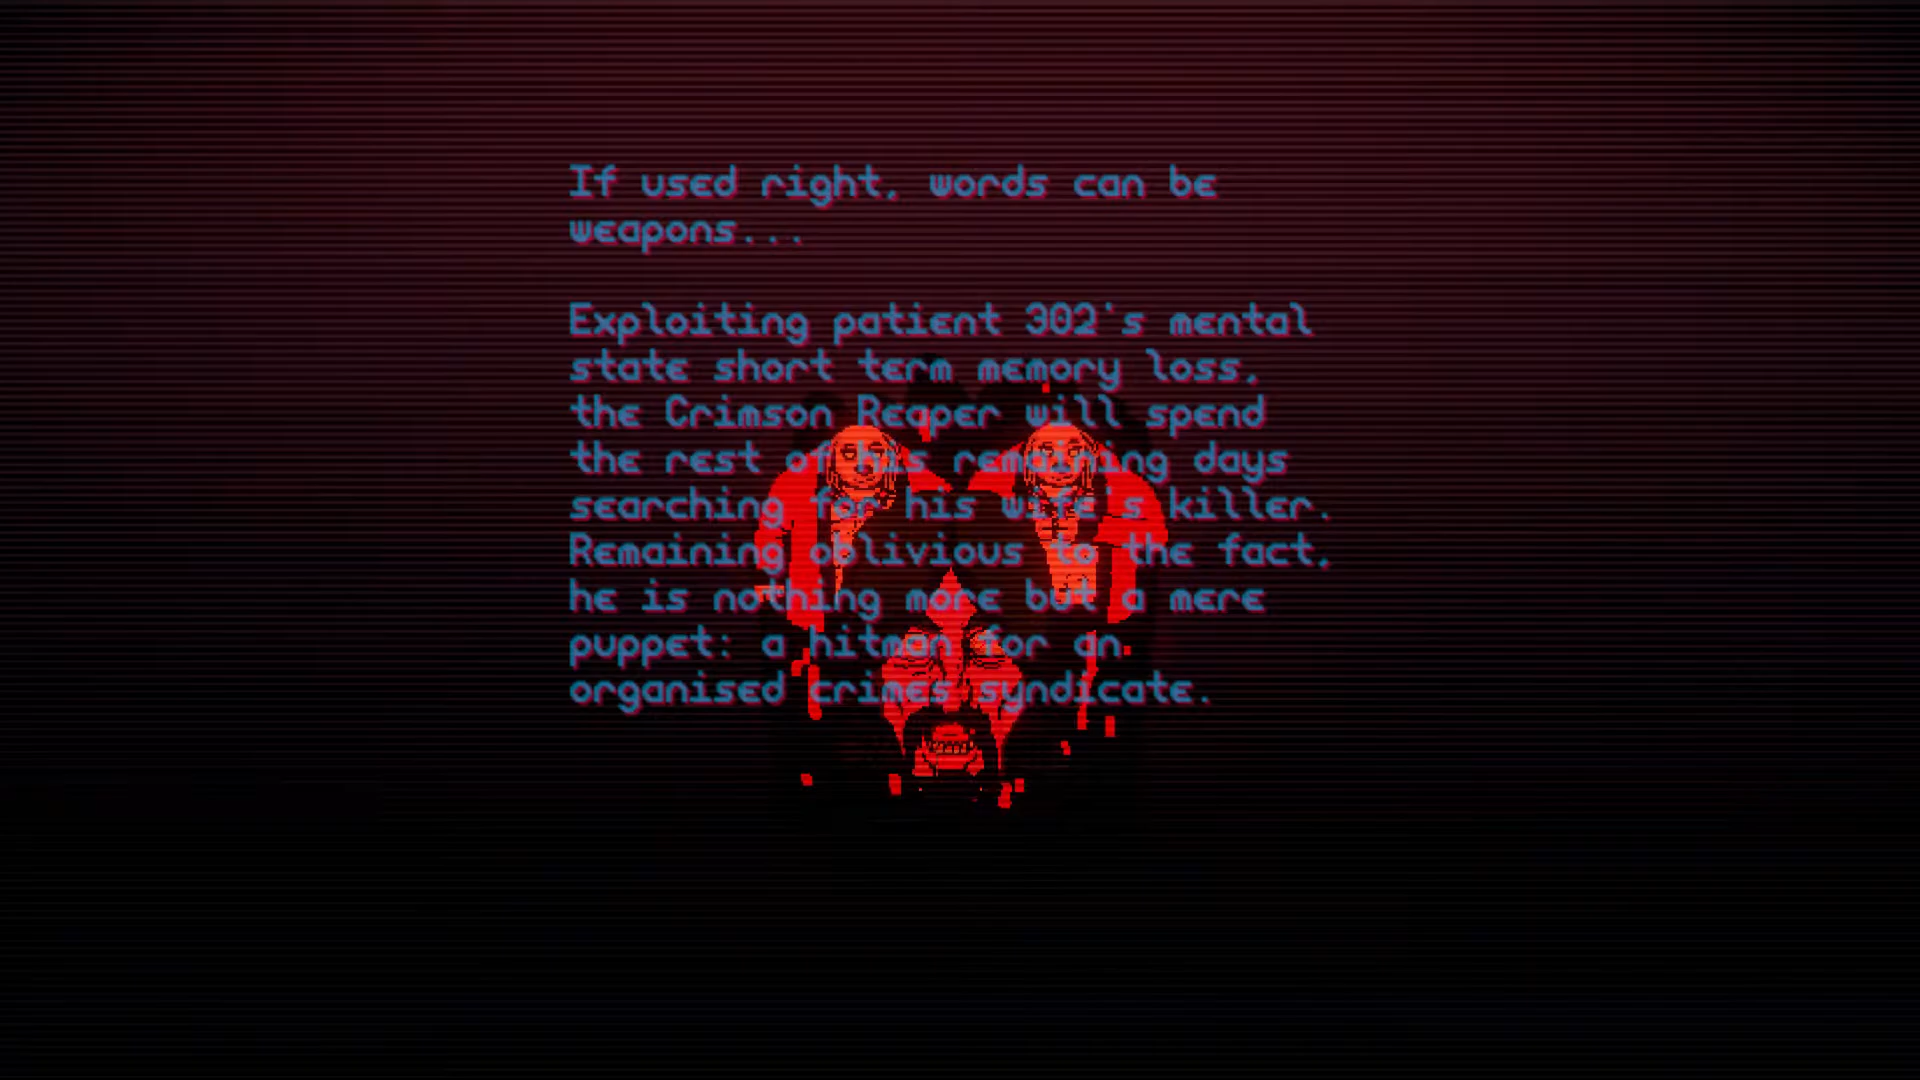 If used right, words can be
weapons...
Exploiting patient 302's mental
state short term memory loss,
the Crimson Reaper will spend
the rest of his remaining days
searching for his wife's killer.
Remaining oblivious to the fact,
he is nothing more but a mere
puppet: a hitman for an
organised crimes syndicate.